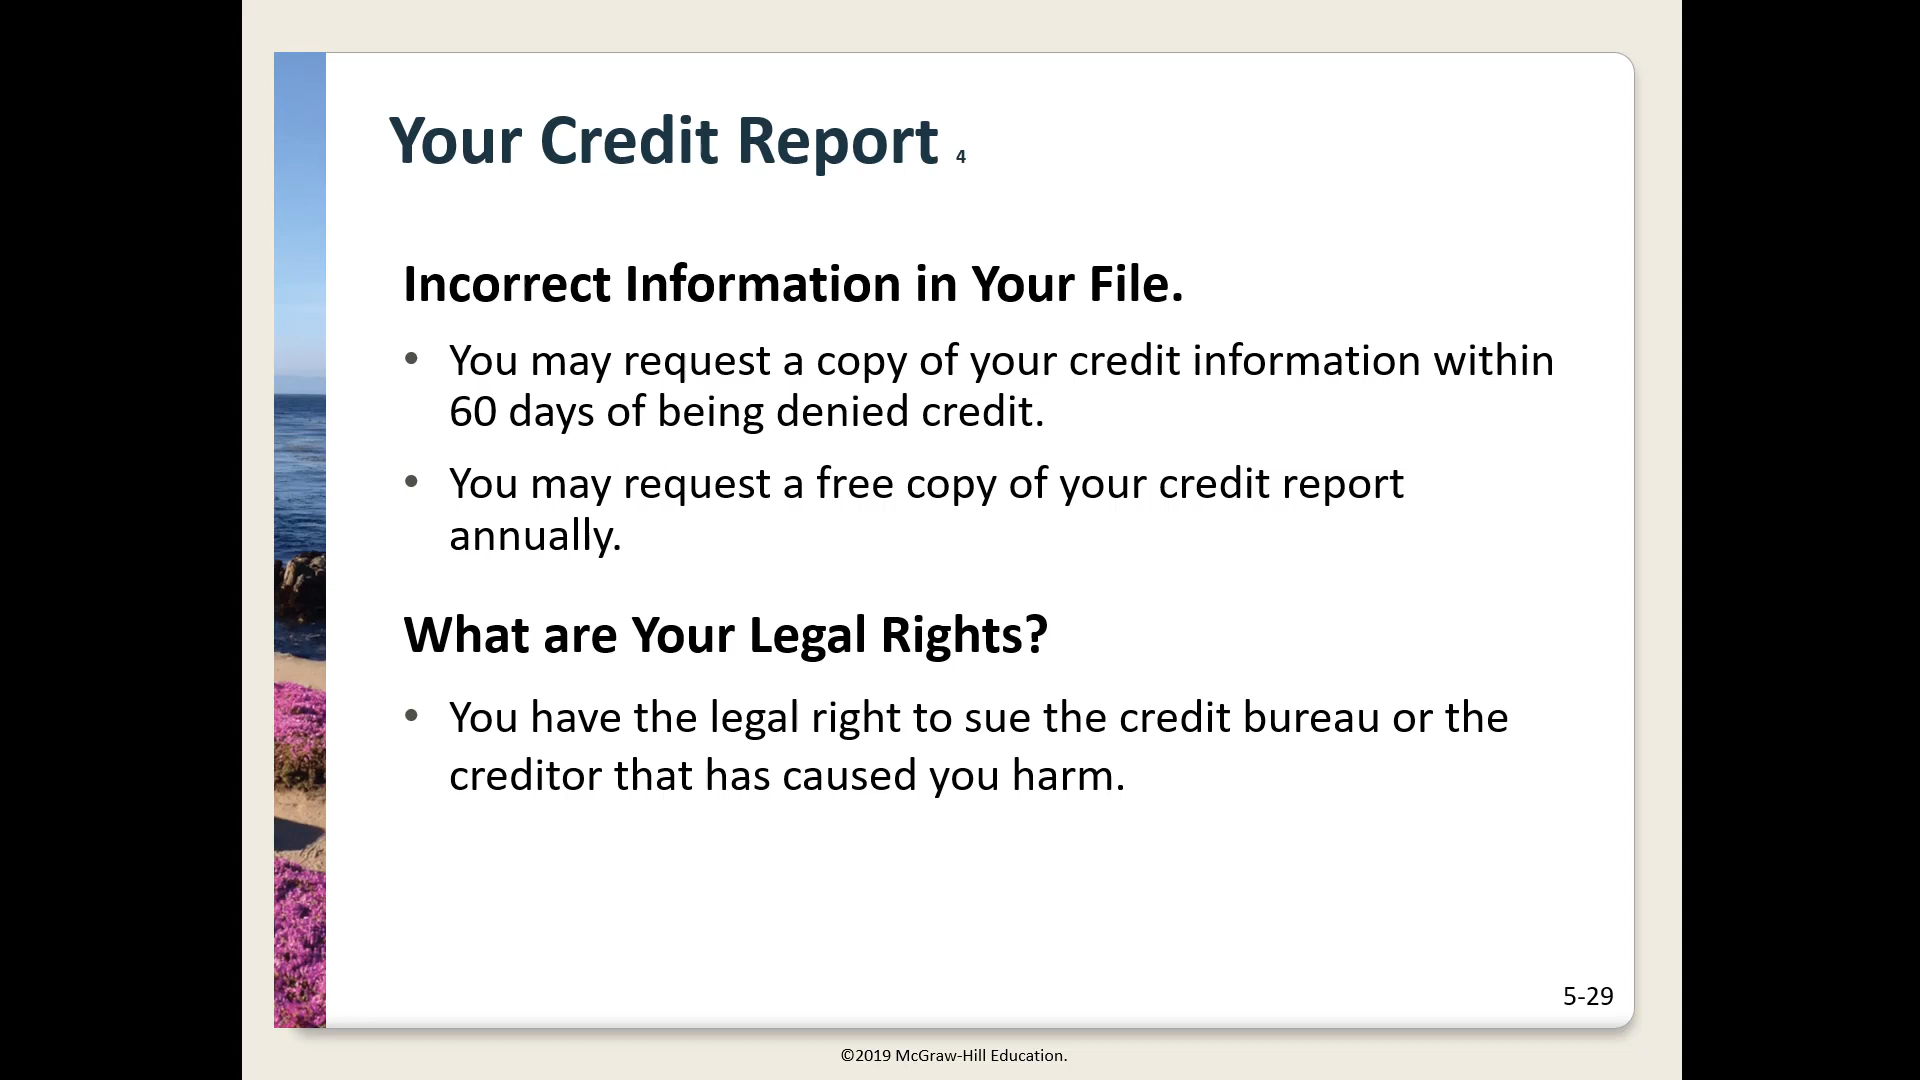 Your Credit Report 4
Incorrect Information in Your File.
• You may request a copy of your credit information within
60 days of being denied credit.
• You may request a free copy of your credit report
annually.
What are Your Legal Rights?
• You have the legal right to sue the credit bureau or the
creditor that has caused you harm.
5-29
©2019 McGraw-Hill Education.